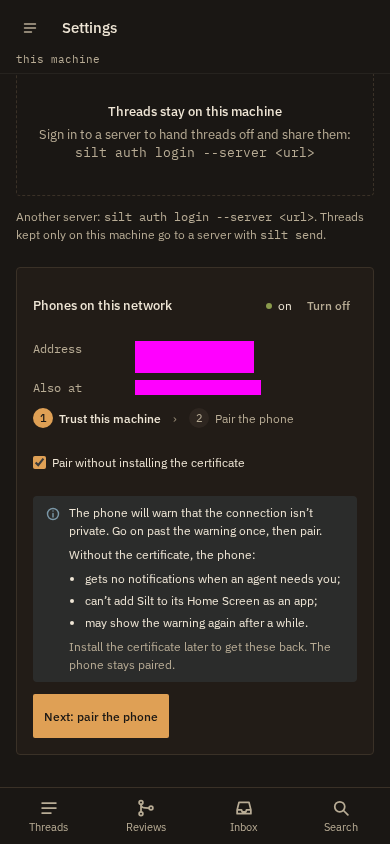 Settings
this machine
Threads stay on this machine
Sign in to a server to hand threads off and share them:
silt auth login --server <url>
Another server: silt auth login --server <url>. Threads
kept only on this machine go to a server with silt send.
Phones on this network
on
Turn off
Address
Also at
1 Trust this machine › 2 Pair the phone
Pair without installing the certificate
The phone will warn that the connection isn’t
private. Go on past the warning once, then pair.
Without the certificate, the phone:
• gets no notifications when an agent needs you;
• can’t add Silt to its Home Screen as an app;
• may show the warning again after a while.
Install the certificate later to get these back. The
phone stays paired.
Next: pair the phone
Threads
Reviews
Inbox
Search